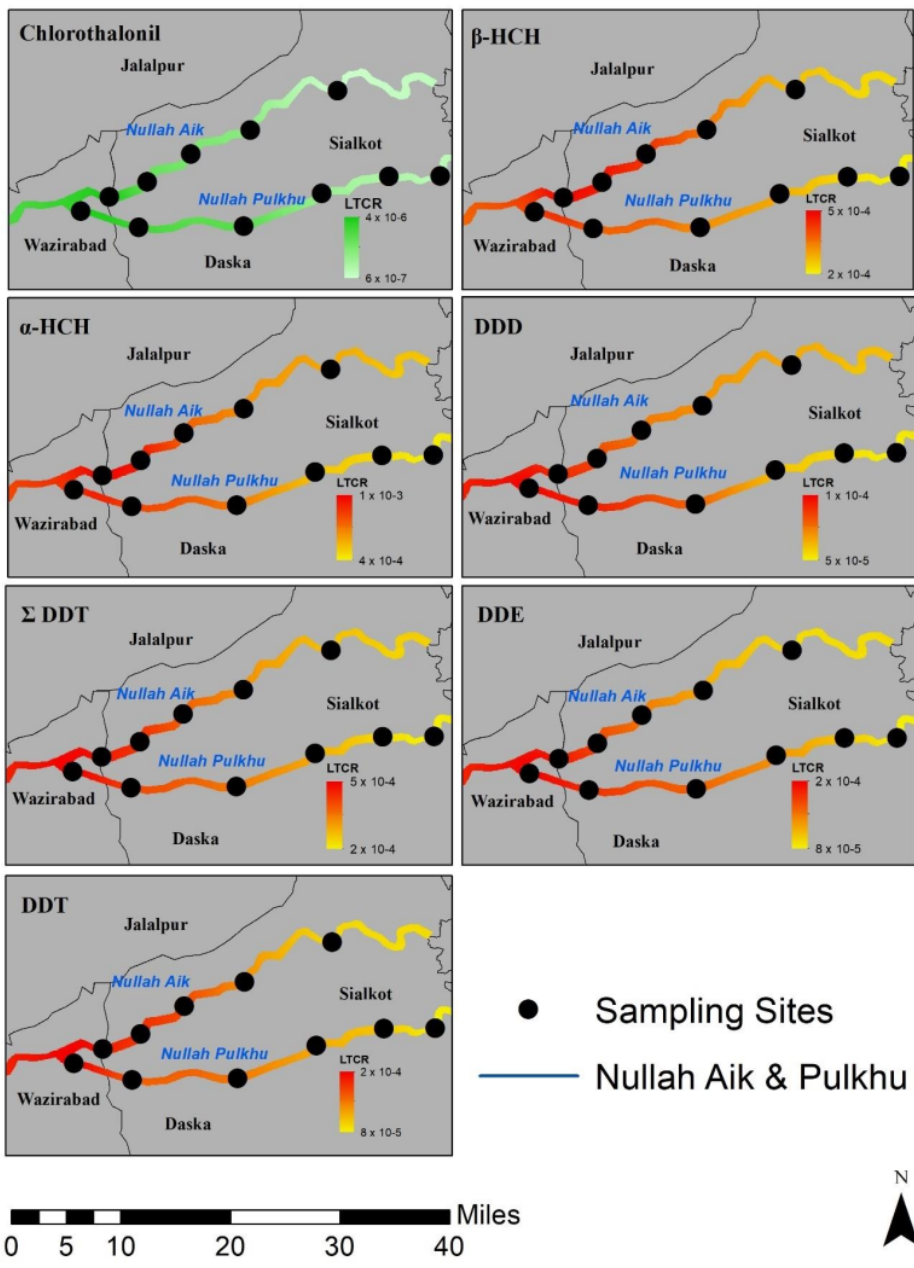 Chlorothalonil
Jalalpur
Nullah Aik
Sialkot
Nullah Pulkhu
LTCR
4 x 10-6
6 x 10-7
Wazirabad
Daska
β-HCH
Jalalpur
Nullah Aik
Sialkot
Nullah Pulkhu
LTCR
5 x 10-4
2 x 10-4
Wazirabad
Daska
α-HCH
Jalalpur
Nullah Aik
Sialkot
Nullah Pulkhu
LTCR
1 x 10-3
4 x 10-4
Wazirabad
Daska
DDD
Jalalpur
Nullah Aik
Sialkot
Nullah Pulkhu
LTCR
1 x 10-4
5 x 10-5
Wazirabad
Daska
Σ DDT
Jalalpur
Nullah Aik
Sialkot
Nullah Pulkhu
LTCR
5 x 10-4
2 x 10-4
Wazirabad
Daska
DDE
Jalalpur
Nullah Aik
Sialkot
Nullah Pulkhu
LTCR
2 x 10-4
8 x 10-5
Wazirabad
Daska
DDT
Jalalpur
Nullah Aik
Sialkot
Nullah Pulkhu
LTCR
2 x 10-4
8 x 10-5
Wazirabad
Daska
Sampling Sites
Nullah Aik & Pulkhu
N
Miles
0 5 10 20 30 40